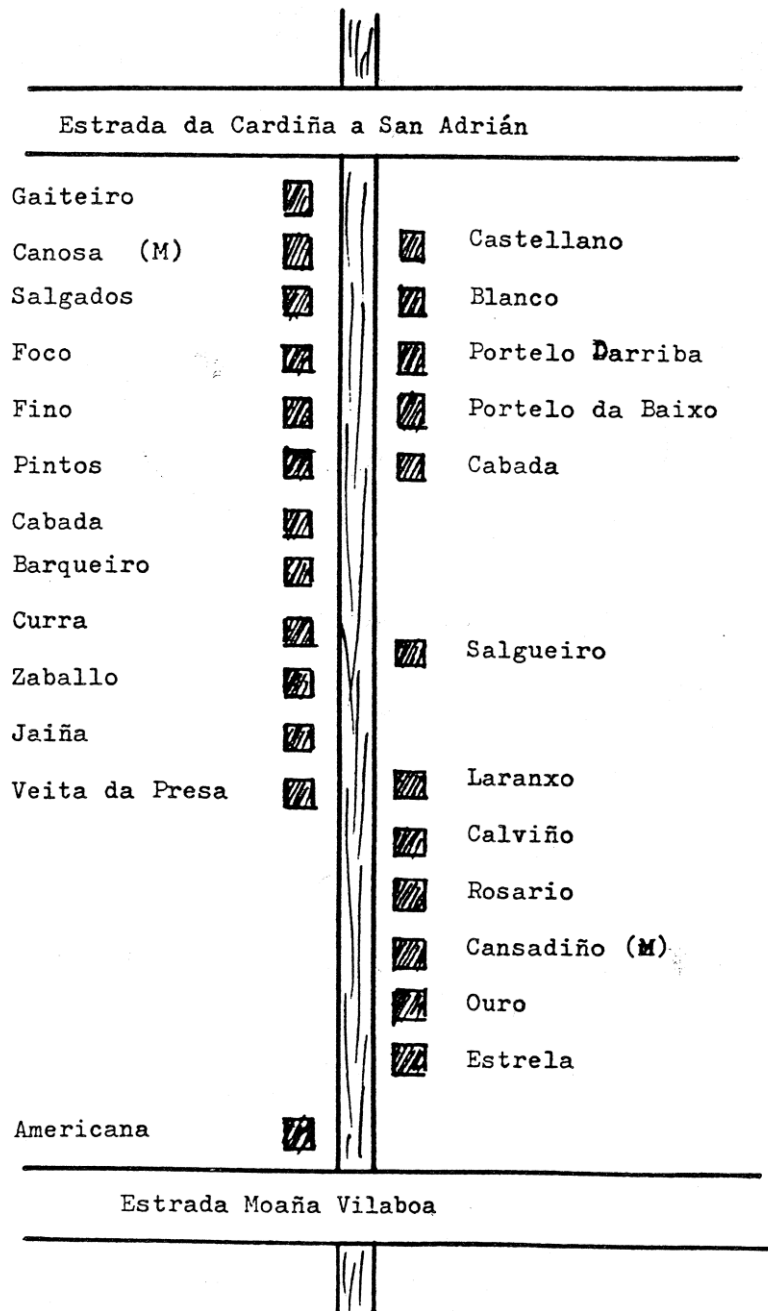 Estrada da Cardiña a San Adrián
Gaiteiro
Canosa (M)
Salgados
Foco
Fino
Pintos
Cabada
Barqueiro
Curra
Zaballo
Jaiña
Veita da Presa
Americana
Castellano
Blanco
Portelo Darriba
Portelo da Baixo
Cabada
Salgueiro
Laranxo
Calviño
Rosario
Cansadiño (M)
Ouro
Estrela
Estrada Moaña Vilaboa